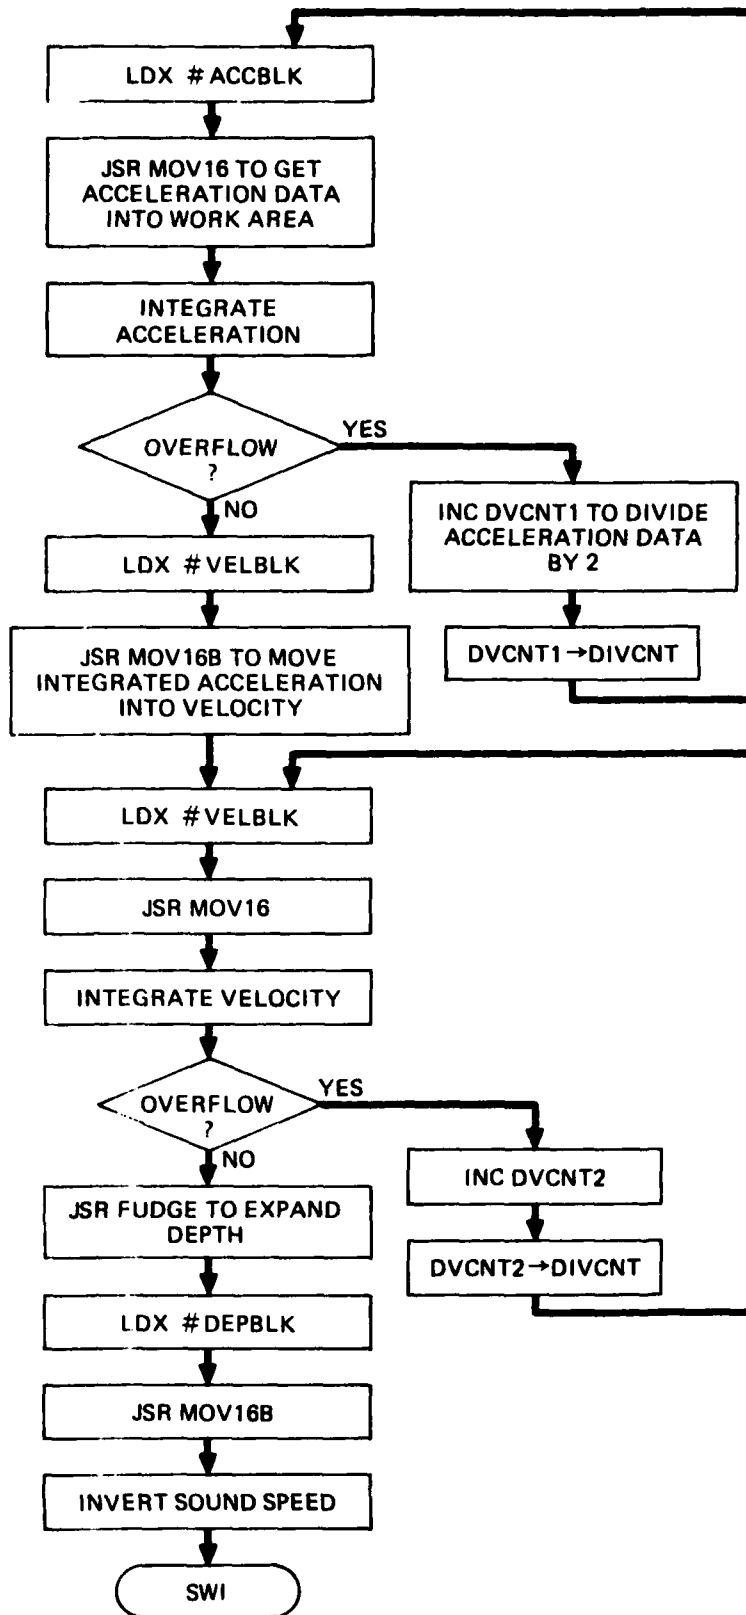 LDX #ACCBLK
JSR MOV16 TO GET
ACCELERATION DATA
INTO WORK AREA
INTEGRATE
ACCELERATION
OVERFLOW
?
YES
NO
INC DVCNT1 TO DIVIDE
ACCELERATION DATA
BY 2
DVCNT1→DIVCNT
LDX #VELBLK
JSR MOV16B TO MOVE
INTEGRATED ACCELERATION
INTO VELOCITY
LDX #VELBLK
JSR MOV16
INTEGRATE VELOCITY
OVERFLOW
?
YES
NO
INC DVCNT2
DVCNT2→DIVCNT
JSR FUDGE TO EXPAND
DEPTH
LDX #DEPBLK
JSR MOV16B
INVERT SOUND SPEED
SWI